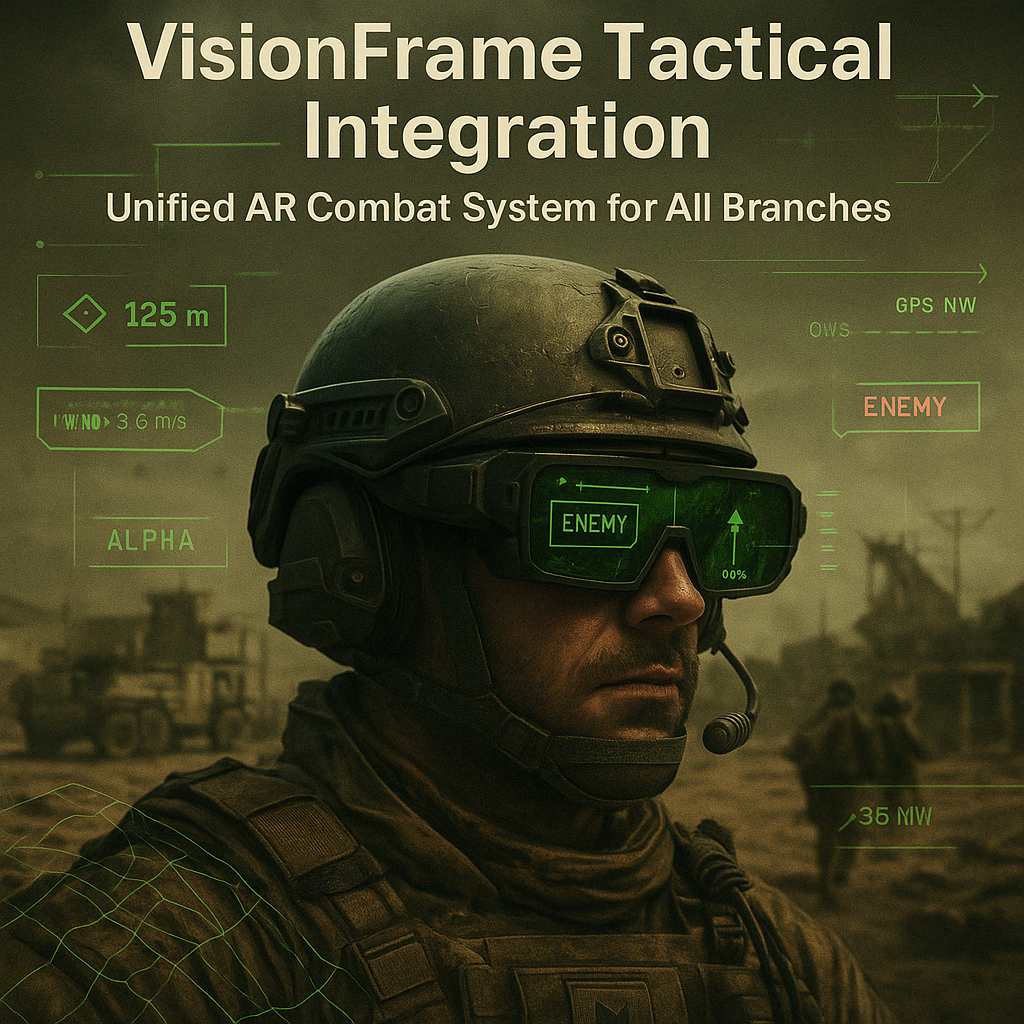 VisionFrame Tactical
Integration
Unified AR Combat System for All Branches
125 m
GPS NW
OWS
ENEMY
3.6 m/s
ALPHA
ENEMY
00%
35 MW